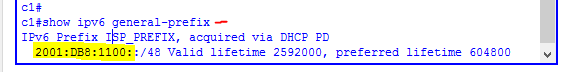 c1#
c1#show ipv6 general-prefix
IPv6 Prefix ISP_PREFIX, acquired via DHCP PD
2001:DB8:1100::/48 Valid lifetime 2592000, preferred lifetime 604800